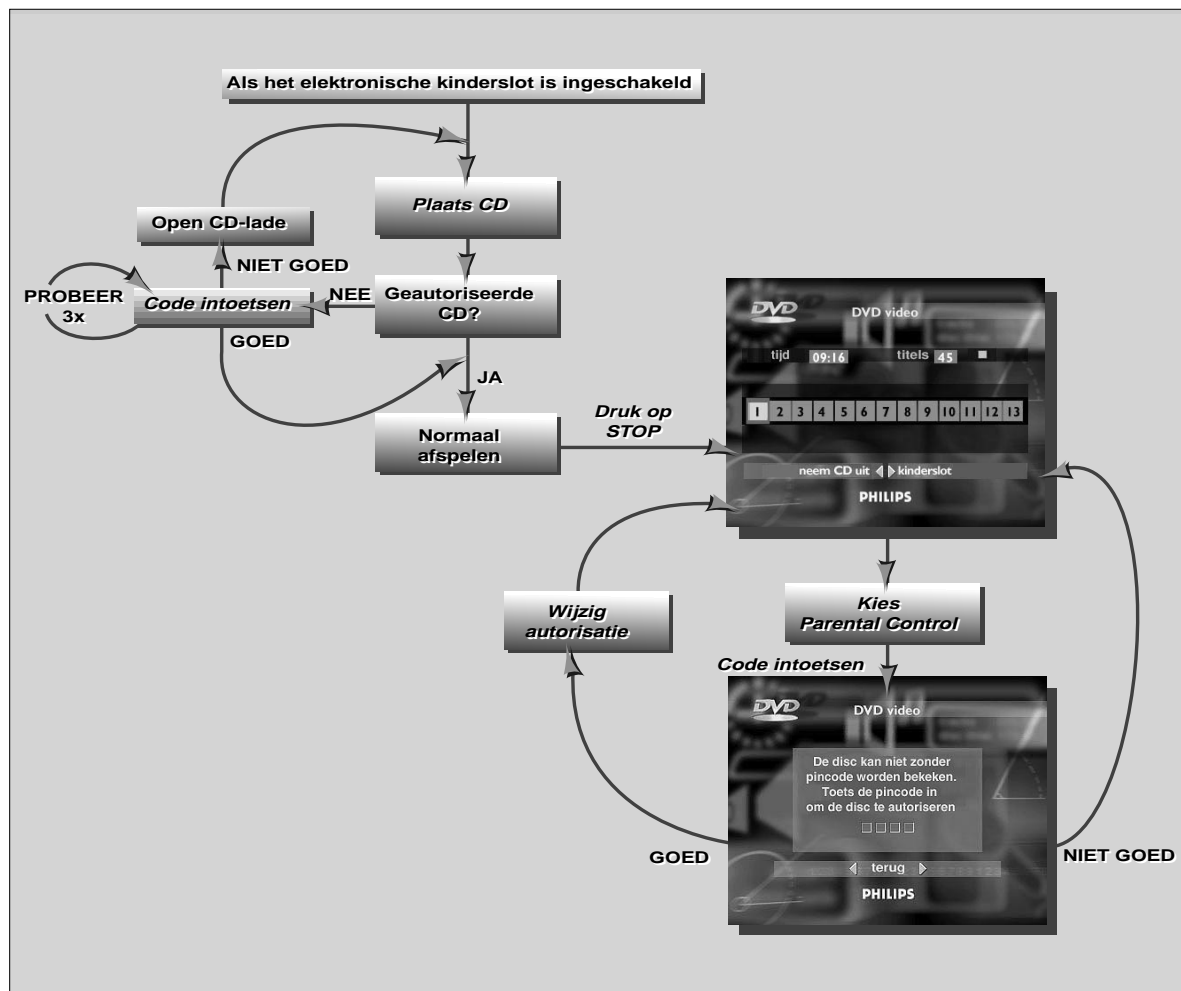 Als het elektronische kinderslot is ingeschakeld
Plaats CD
Open CD-lade
NIET GOED
PROBEER
3x
Code intoetsen
NEE
Geautoriseerde
CD?
GOED
JA
Normaal
afspelen
Druk op
STOP
DVD
DVD video
tijd 09:16 titels 45
1 2 3 4 5 6 7 8 9 10 11 12 13
neem CD uit kinderslot
PHILIPS
Wijzig
autorisatie
Kies
Parental Control
Code intoetsen
DVD
DVD video
De disc kan niet zonder
pincode worden bekeken.
Toets de pincode in
om de disc te autoriseren
GOED
NIET GOED
terug
PHILIPS